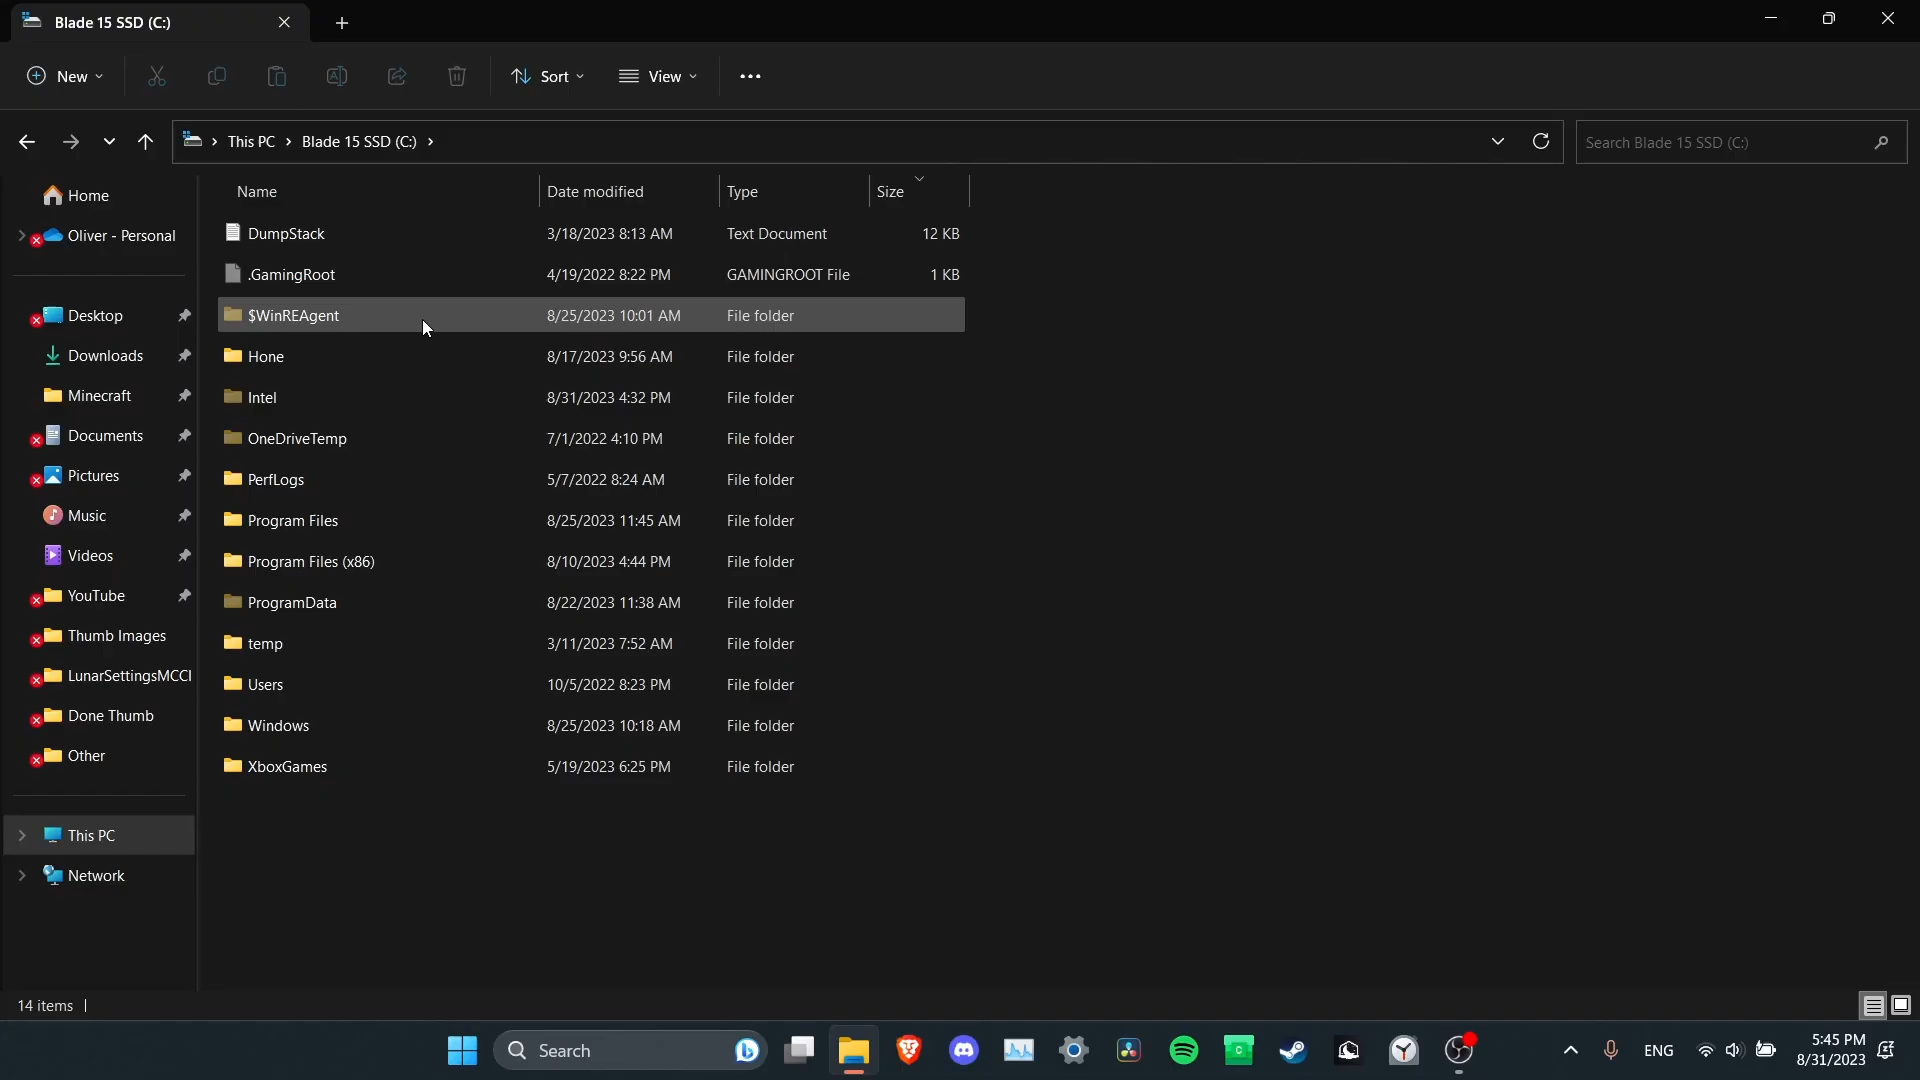 Blade 15 SSD (C:)
New
Sort
View
This PC
Blade 15 SSD (C:)
Search Blade 15 SSD (C:)
Home
Oliver - Personal
Desktop
Downloads
Minecraft
Documents
Pictures
Music
Videos
YouTube
Thumb Images
LunarSettingsMCCI
Done Thumb
Other
This PC
Network
Name Date modified Type Size
DumpStack 3/18/2023 8:13 AM Text Document 12 KB
.GamingRoot 4/19/2022 8:22 PM GAMINGROOT File 1 KB
$WinREAgent 8/25/2023 10:01 AM File folder
Hone 8/17/2023 9:56 AM File folder
Intel 8/31/2023 4:32 PM File folder
OneDriveTemp 7/1/2022 4:10 PM File folder
PerfLogs 5/7/2022 8:24 AM File folder
Program Files 8/25/2023 11:45 AM File folder
Program Files (x86) 8/10/2023 4:44 PM File folder
ProgramData 8/22/2023 11:38 AM File folder
temp 3/11/2023 7:52 AM File folder
Users 10/5/2022 8:23 PM File folder
Windows 8/25/2023 10:18 AM File folder
XboxGames 5/19/2023 6:25 PM File folder
14 items
Search
ENG
5:45 PM
8/31/2023